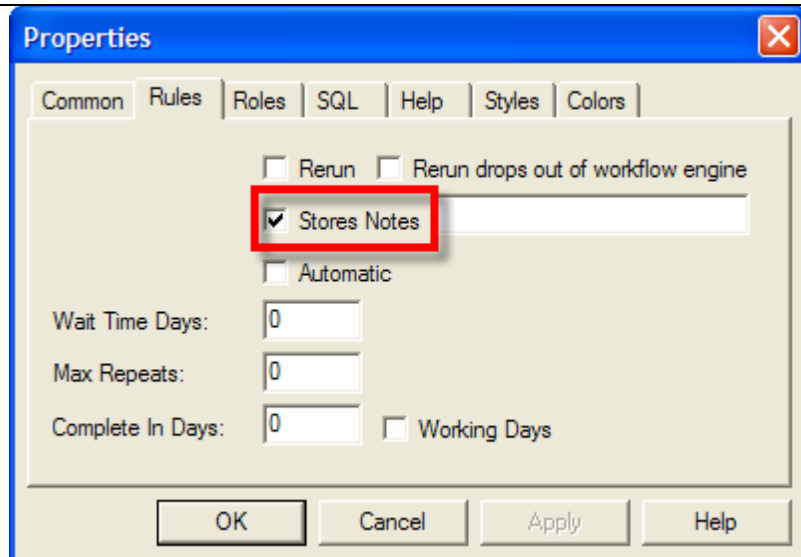 Properties
Common Rules Roles SQL Help Styles Colors
Rerun Rerun drops out of workflow engine
Stores Notes
Automatic
Wait Time Days: 0
Max Repeats: 0
Complete In Days: 0 Working Days
OK Cancel Apply Help